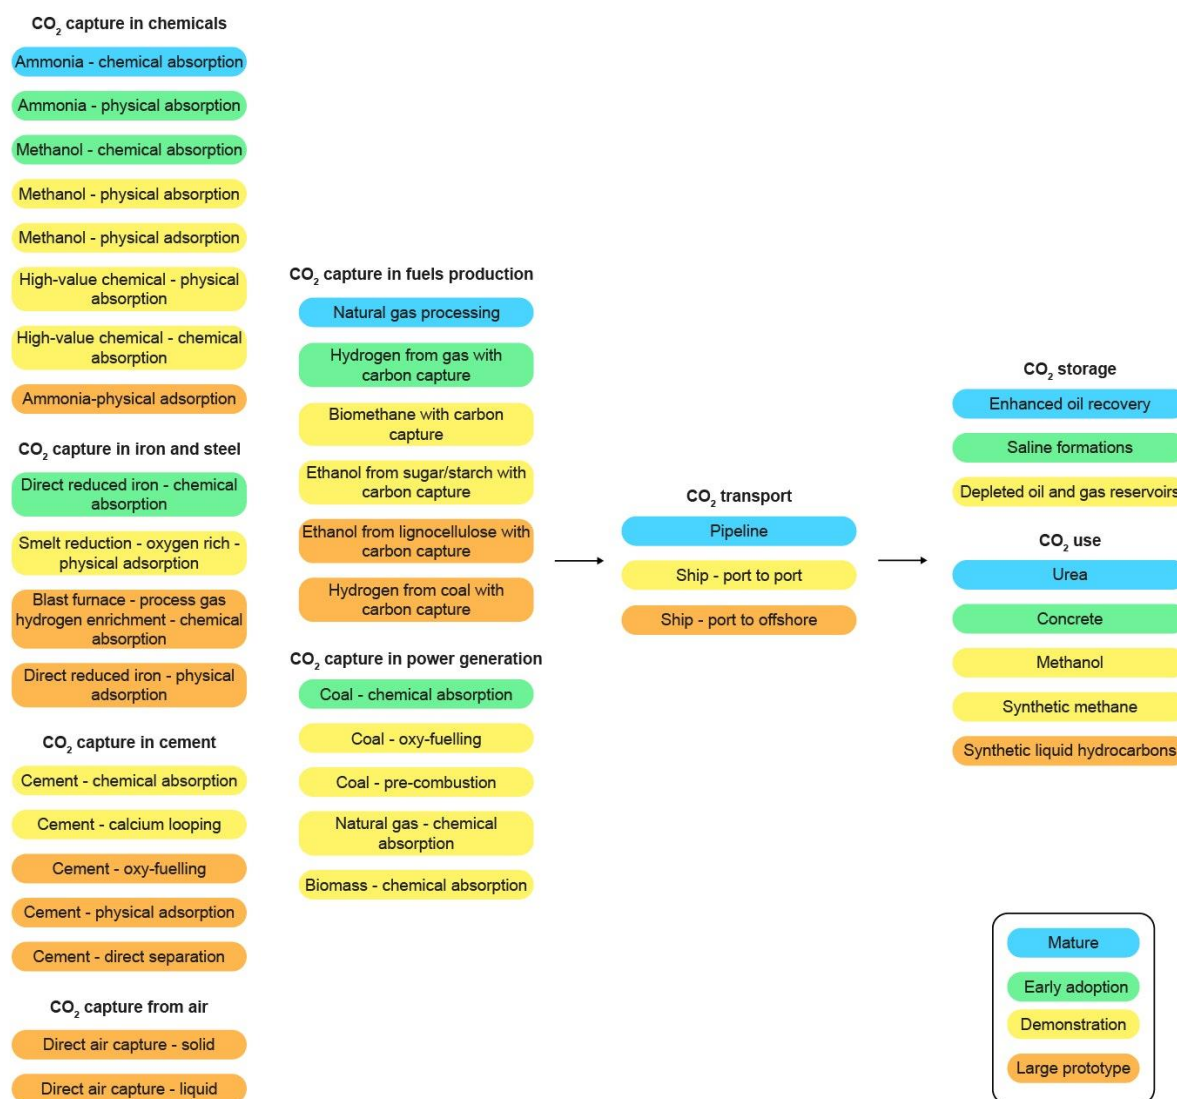 CO₂ capture in chemicals
Ammonia - chemical absorption
Ammonia - physical absorption
Methanol - chemical absorption
Methanol - physical absorption
Methanol - physical adsorption
High-value chemical - physical
absorption
High-value chemical - chemical
absorption
Ammonia-physical adsorption
CO₂ capture in iron and steel
Direct reduced iron - chemical
absorption
Smelt reduction - oxygen rich -
physical adsorption
Blast furnace - process gas
hydrogen enrichment - chemical
absorption
Direct reduced iron - physical
adsorption
CO₂ capture in cement
Cement - chemical absorption
Cement - calcium looping
Cement - oxy-fuelling
Cement - physical adsorption
Cement - direct separation
CO₂ capture from air
Direct air capture - solid
Direct air capture - liquid
CO₂ capture in fuels production
Natural gas processing
Hydrogen from gas with
carbon capture
Biomethane with carbon
capture
Ethanol from sugar/starch with
carbon capture
Ethanol from lignocellulose with
carbon capture
Hydrogen from coal with
carbon capture
CO₂ capture in power generation
Coal - chemical absorption
Coal - oxy-fuelling
Coal - pre-combustion
Natural gas - chemical
absorption
Biomass - chemical absorption
CO₂ transport
Pipeline
Ship - port to port
Ship - port to offshore
CO₂ storage
Enhanced oil recovery
Saline formations
Depleted oil and gas reservoirs
CO₂ use
Urea
Concrete
Methanol
Synthetic methane
Synthetic liquid hydrocarbons
Mature
Early adoption
Demonstration
Large prototype